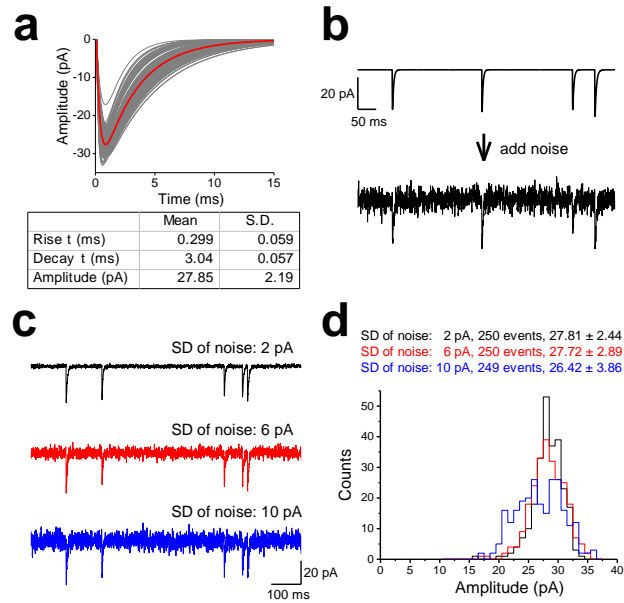 a
Amplitude (pA)
0
-10
-20
-30
0 5 10 15
Time (ms)
Mean S.D.
Rise t (ms) 0.299 0.059
Decay t (ms) 3.04 0.057
Amplitude (pA) 27.85 2.19
b
20 pA
50 ms
add noise
c
SD of noise: 2 pA
SD of noise: 6 pA
SD of noise: 10 pA
20 pA
100 ms
d
SD of noise: 2 pA, 250 events, 27.81 ± 2.44
SD of noise: 6 pA, 250 events, 27.72 ± 2.89
SD of noise: 10 pA, 249 events, 26.42 ± 3.86
Counts
50
40
30
20
10
0
0 5 10 15 20 25 30 35 40
Amplitude (pA)